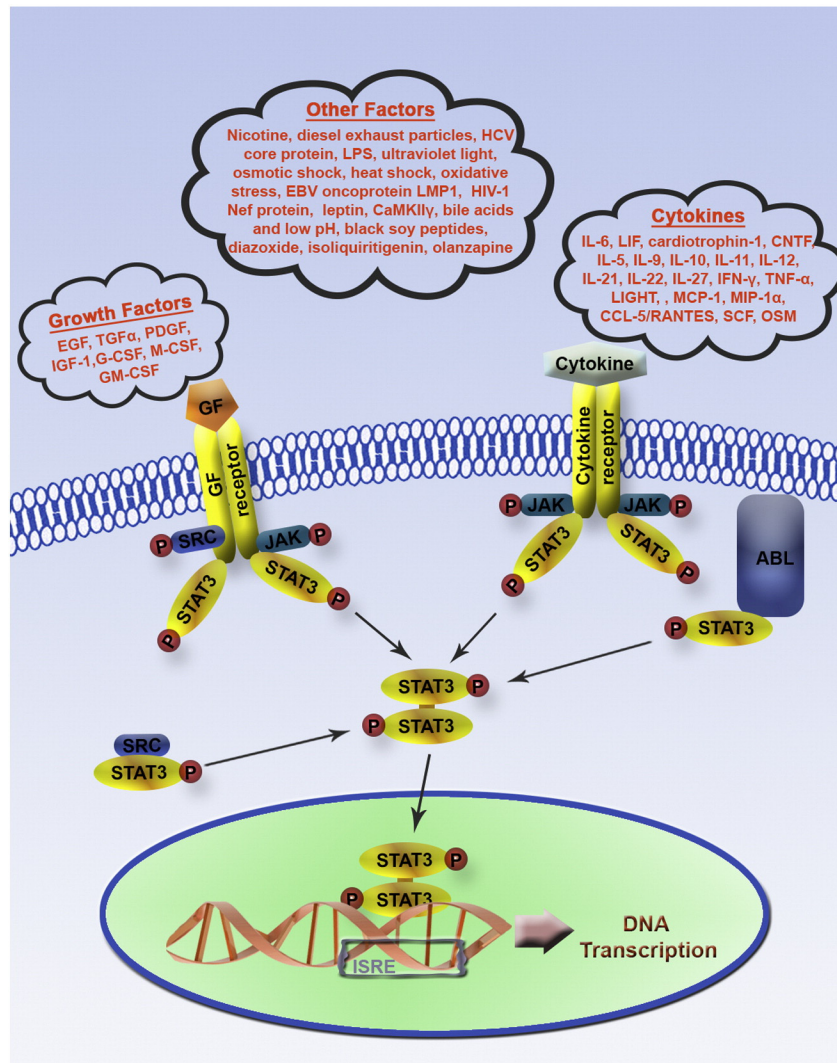 Other Factors
Nicotine, diesel exhaust particles, HCV
core protein, LPS, ultraviolet light,
osmotic shock, heat shock, oxidative
stress, EBV oncoprotein LMP1, HIV-1
Nef protein, leptin, CaMKIIγ, bile acids
and low pH, black soy peptides,
diazoxide, isoliquiritigenin, olanzapine
Cytokines
IL-6, LIF, cardiotrophin-1, CNTF,
IL-5, IL-9, IL-10, IL-11, IL-12,
IL-21, IL-22, IL-27, IFN-γ, TNF-α,
LIGHT, , MCP-1, MIP-1α,
CCL-5/RANTES, SCF, OSM
Growth Factors
EGF, TGFα, PDGF,
IGF-1,G-CSF, M-CSF,
GM-CSF
GF
GF
receptor
P
SRC
JAK
P
STAT3
P
STAT3
P
Cytokine
Cytokine
receptor
P
JAK
JAK
P
STAT3
P
STAT3
P
ABL
P
STAT3
STAT3
P
P
STAT3
SRC
STAT3
P
STAT3
P
P
STAT3
ISRE
DNA
Transcription